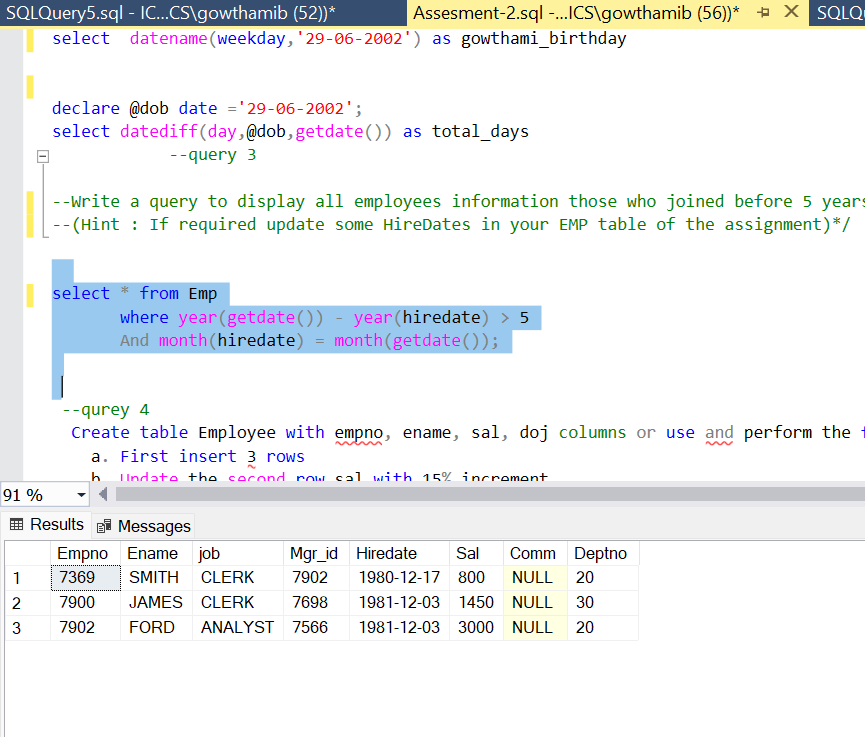 SQLQuery5.sql - IC...CS\gowthamib (52))*
Assesment-2.sql -...ICS\gowthamib (56))*
SQLQ
select datename(weekday,'29-06-2002') as gowthami_birthday
declare @dob date ='29-06-2002';
select datediff(day,@dob,getdate()) as total_days
--query 3
--Write a query to display all employees information those who joined before 5 years
--(Hint : If required update some HireDates in your EMP table of the assignment)*/
select * from Emp
where year(getdate()) - year(hiredate) > 5
And month(hiredate) = month(getdate());
--qurey 4
Create table Employee with empno, ename, sal, doj columns or use and perform the f
a. First insert 3 rows
b. Update the second row sal with 15% increment
91 %
Results Messages
Empno Ename job Mgr_id Hiredate Sal Comm Deptno
1 7369 SMITH CLERK 7902 1980-12-17 800 NULL 20
2 7900 JAMES CLERK 7698 1981-12-03 1450 NULL 30
3 7902 FORD ANALYST 7566 1981-12-03 3000 NULL 20